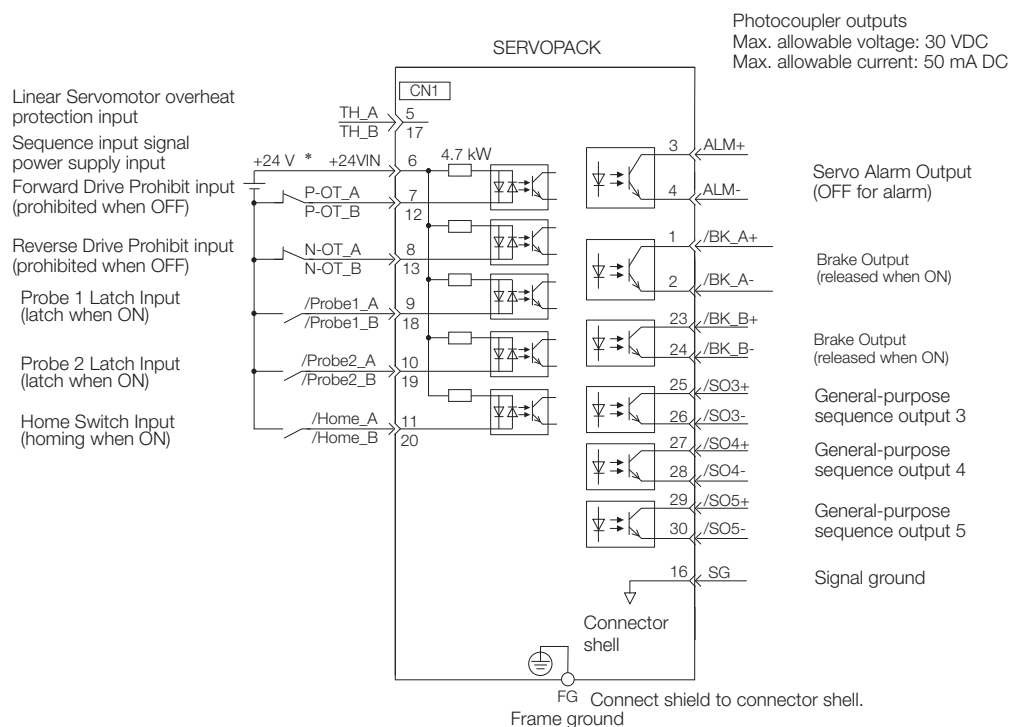 Photocoupler outputs
Max. allowable voltage: 30 VDC
Max. allowable current: 50 mA DC
SERVOPACK
CN1
Linear Servomotor overheat
protection input
TH_A
5
TH_B
17
Sequence input signal
power supply input
+24 V *
+24VIN
6
4.7 kW
Forward Drive Prohibit input
(prohibited when OFF)
P-OT_A
7
P-OT_B
12
Reverse Drive Prohibit input
(prohibited when OFF)
N-OT_A
8
N-OT_B
13
Probe 1 Latch Input
(latch when ON)
/Probe1_A
9
/Probe1_B
18
Probe 2 Latch Input
(latch when ON)
/Probe2_A
10
/Probe2_B
19
Home Switch Input
(homing when ON)
/Home_A
11
/Home_B
20
3
ALM+
4
ALM-
Servo Alarm Output
(OFF for alarm)
1
/BK_A+
2
/BK_A-
Brake Output
(released when ON)
23
/BK_B+
24
/BK_B-
Brake Output
(released when ON)
25
/SO3+
26
/SO3-
General-purpose
sequence output 3
27
/SO4+
28
/SO4-
General-purpose
sequence output 4
29
/SO5+
30
/SO5-
General-purpose
sequence output 5
16
SG
Signal ground
Connector
shell
FG
Connect shield to connector shell.
Frame ground